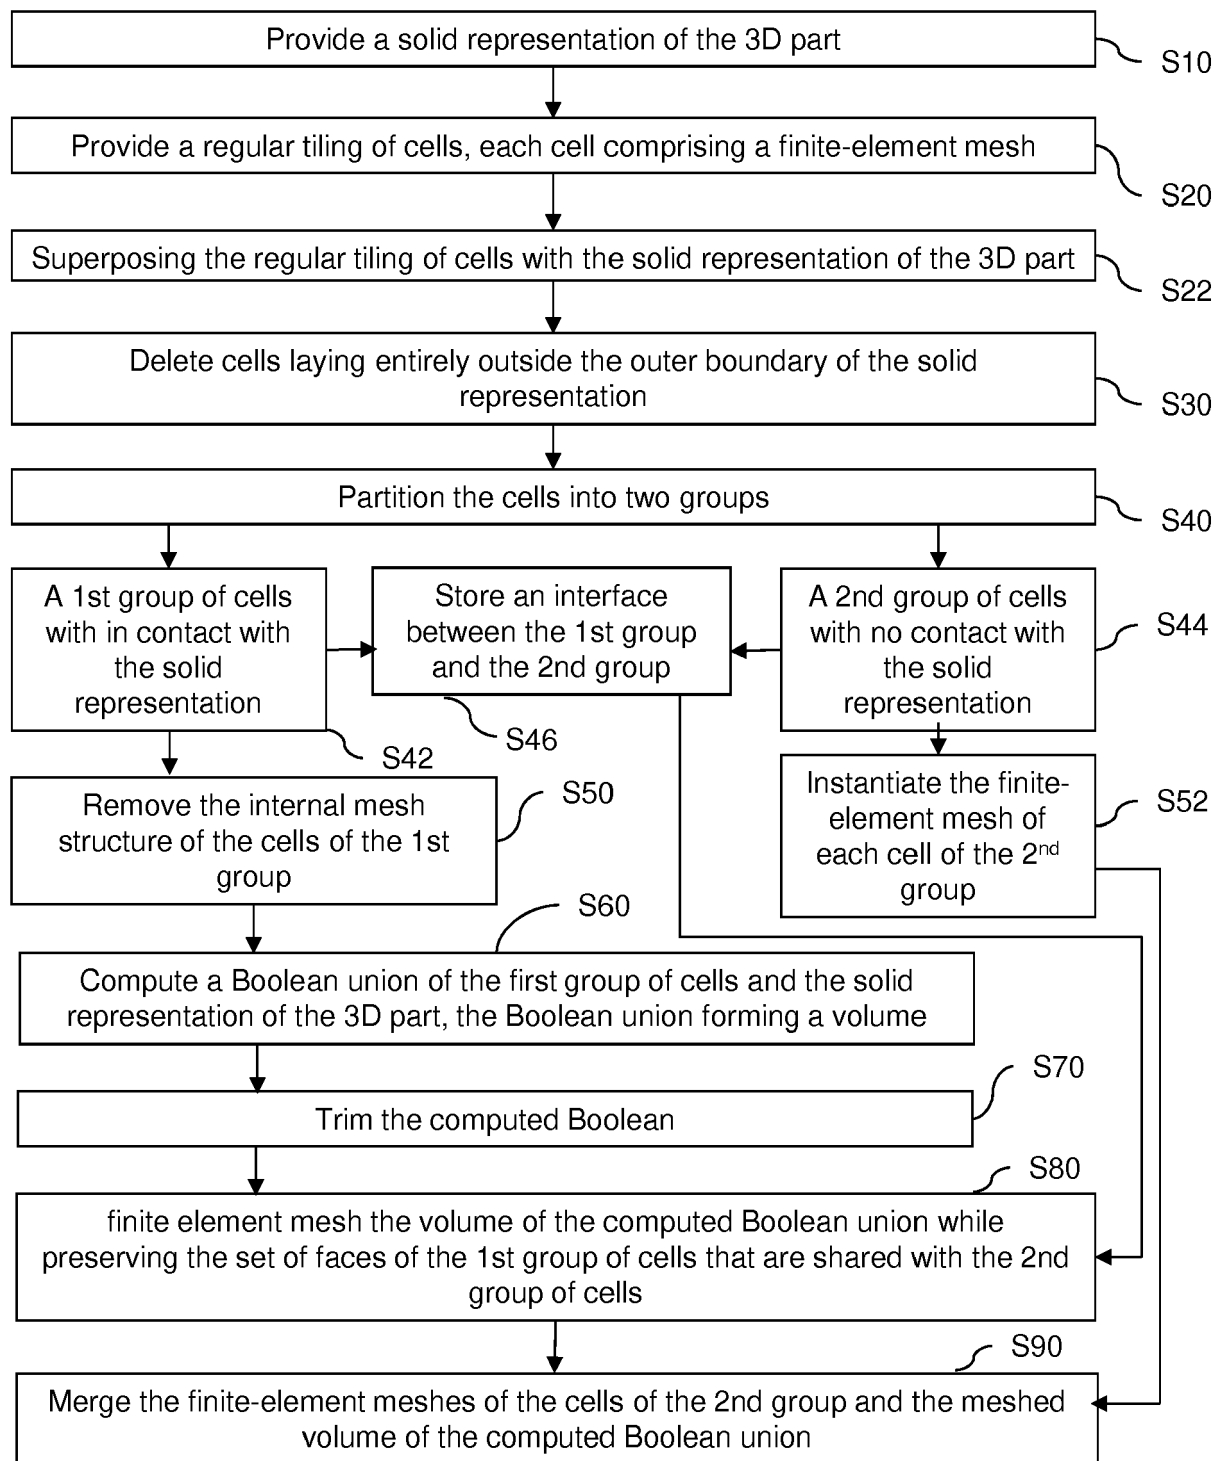 Provide a solid representation of the 3D part
S10
Provide a regular tiling of cells, each cell comprising a finite-element mesh
S20
Superposing the regular tiling of cells with the solid representation of the 3D part
S22
Delete cells laying entirely outside the outer boundary of the solid
representation
S30
Partition the cells into two groups
S40
A 1st group of cells
with in contact with
the solid
representation
S42
Store an interface
between the 1st group
and the 2nd group
S46
A 2nd group of cells
with no contact with
the solid
representation
S44
Remove the internal mesh
structure of the cells of the 1st
group
S50
Instantiate the finite-
element mesh of
each cell of the 2nd
group
S52
S60
Compute a Boolean union of the first group of cells and the solid
representation of the 3D part, the Boolean union forming a volume
S70
Trim the computed Boolean
S80
finite element mesh the volume of the computed Boolean union while
preserving the set of faces of the 1st group of cells that are shared with the 2nd
group of cells
S90
Merge the finite-element meshes of the cells of the 2nd group and the meshed
volume of the computed Boolean union